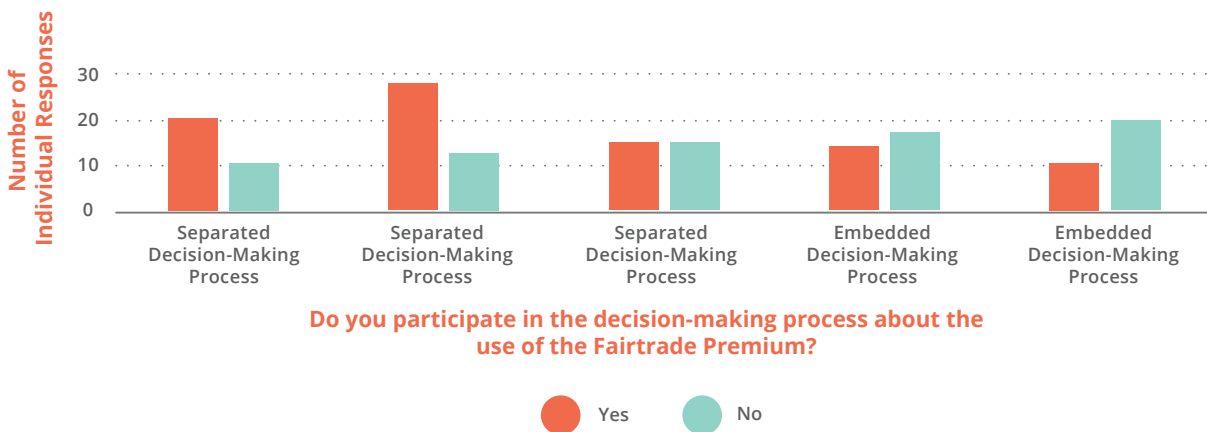 Number of
Individual Responses
30
20
10
0
Separated
Decision-Making
Process
Separated
Decision-Making
Process
Separated
Decision-Making
Process
Embedded
Decision-Making
Process
Embedded
Decision-Making
Process
Do you participate in the decision-making process about the
use of the Fairtrade Premium?
Yes
No